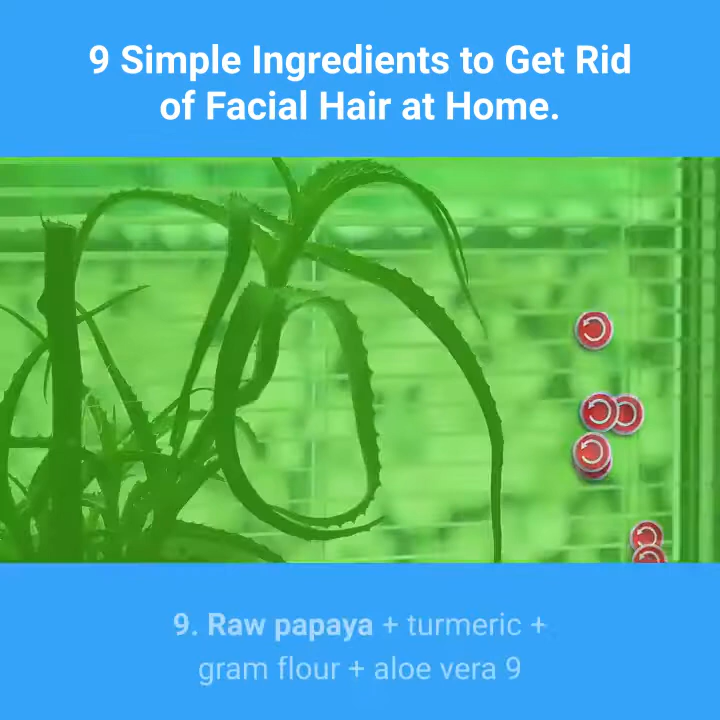 9 Simple Ingredients to Get Rid
of Facial Hair at Home.
9. Raw papaya + turmeric +
gram flour + aloe vera 9